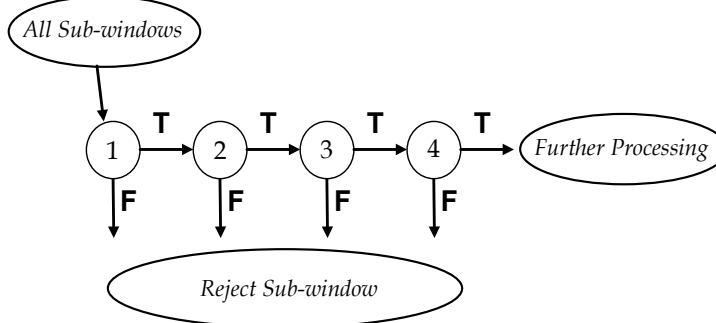 All Sub-windows
T T T T
1 2 3 4 Further Processing
F F F F
Reject Sub-window